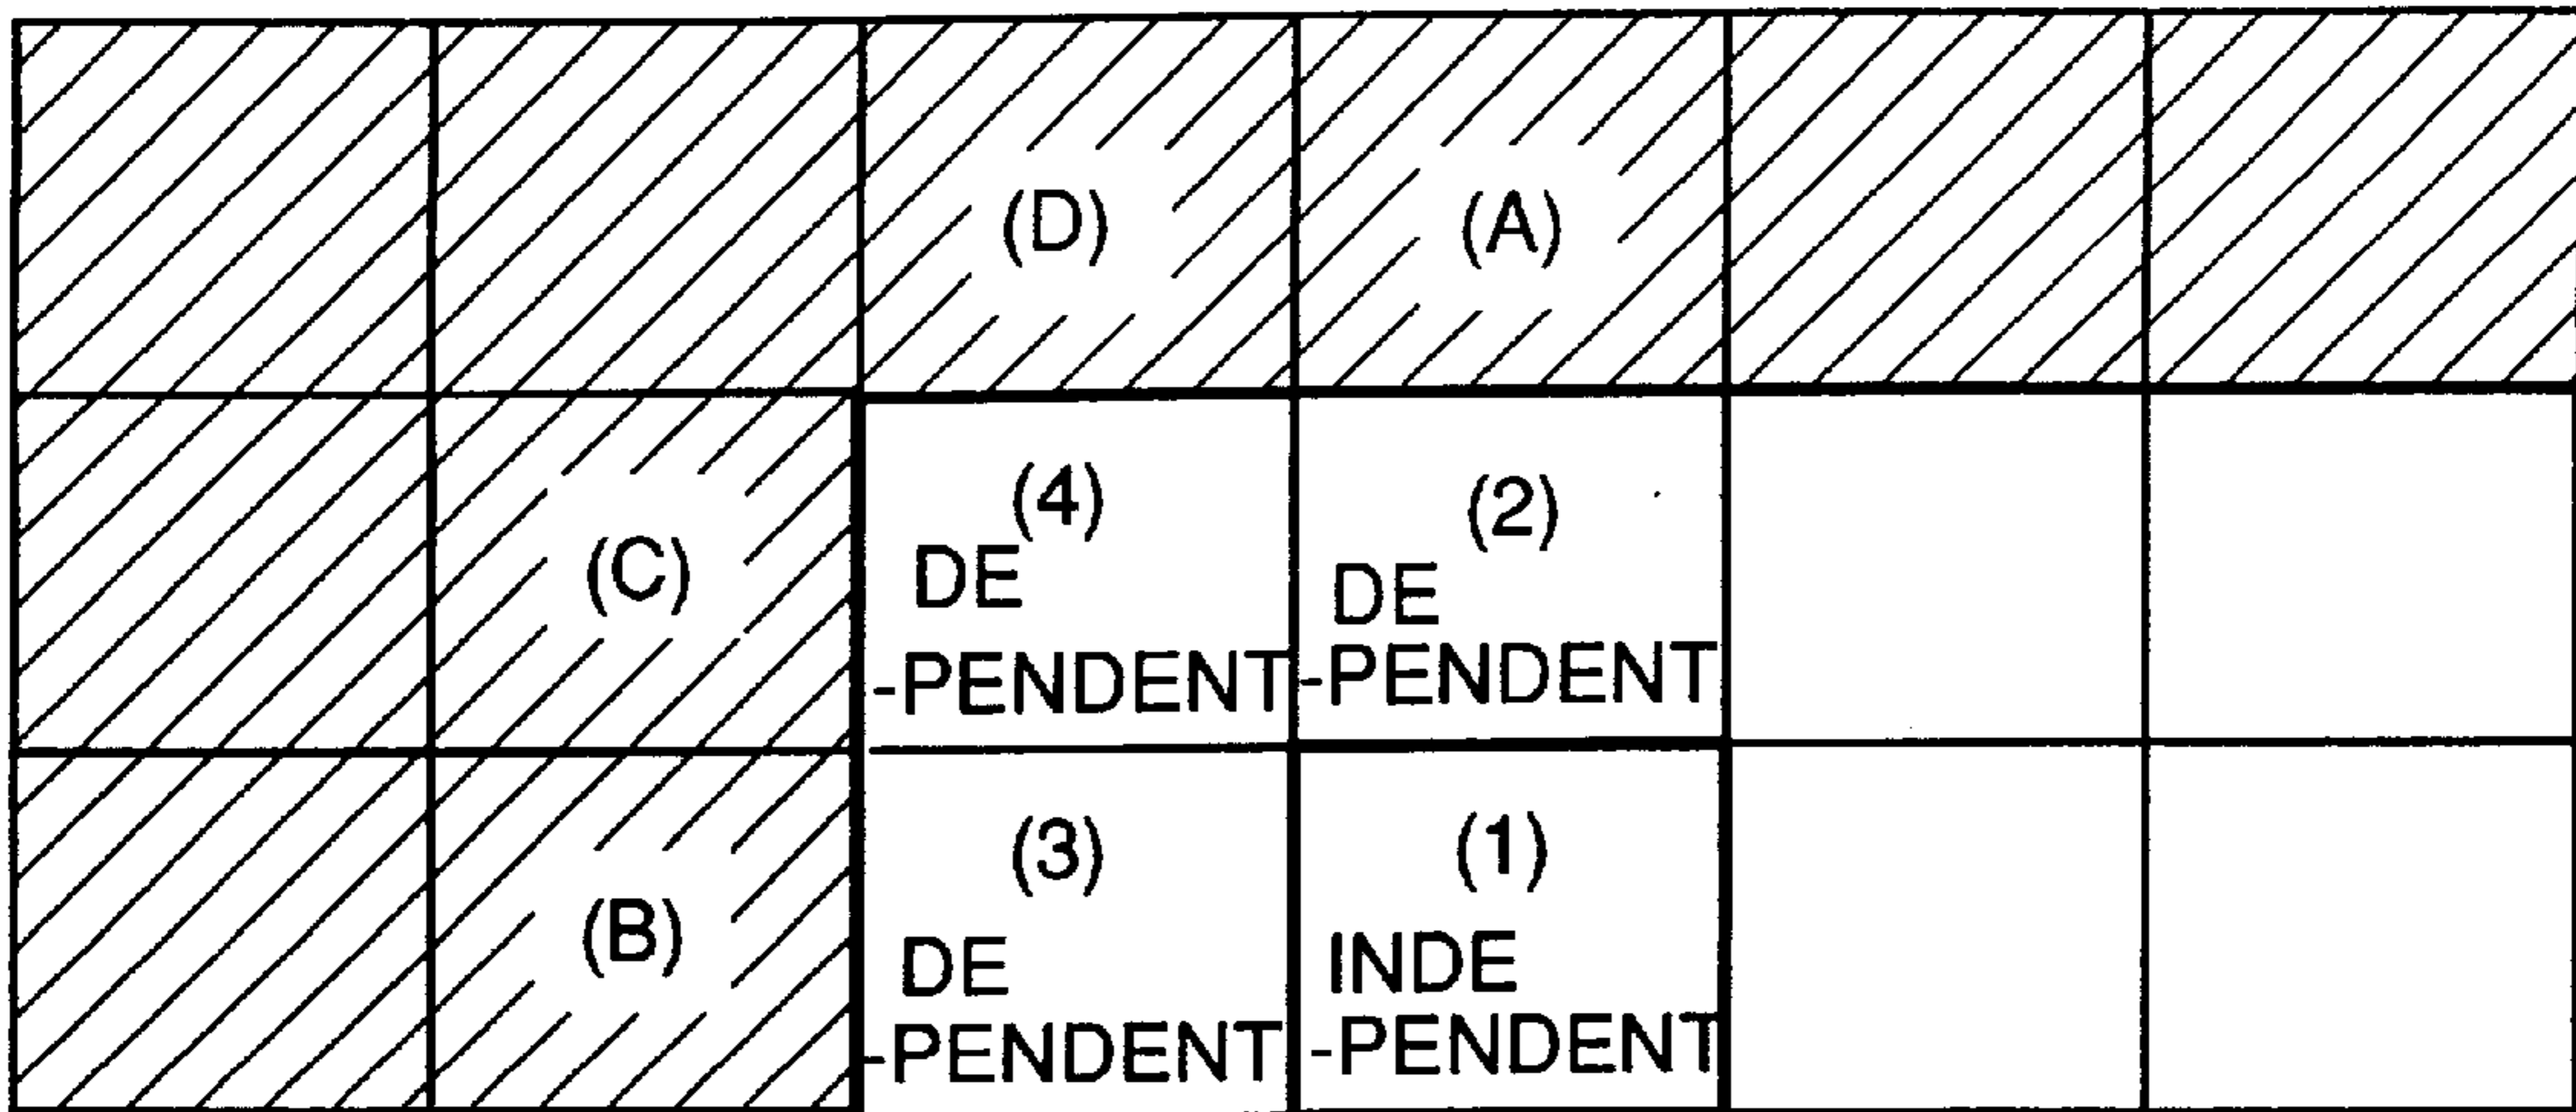 (D)
(A)
(C)
(4)
DE
-PENDENT
(2)
DE
-PENDENT
(B)
(3)
DE
-PENDENT
(1)
INDE
-PENDENT